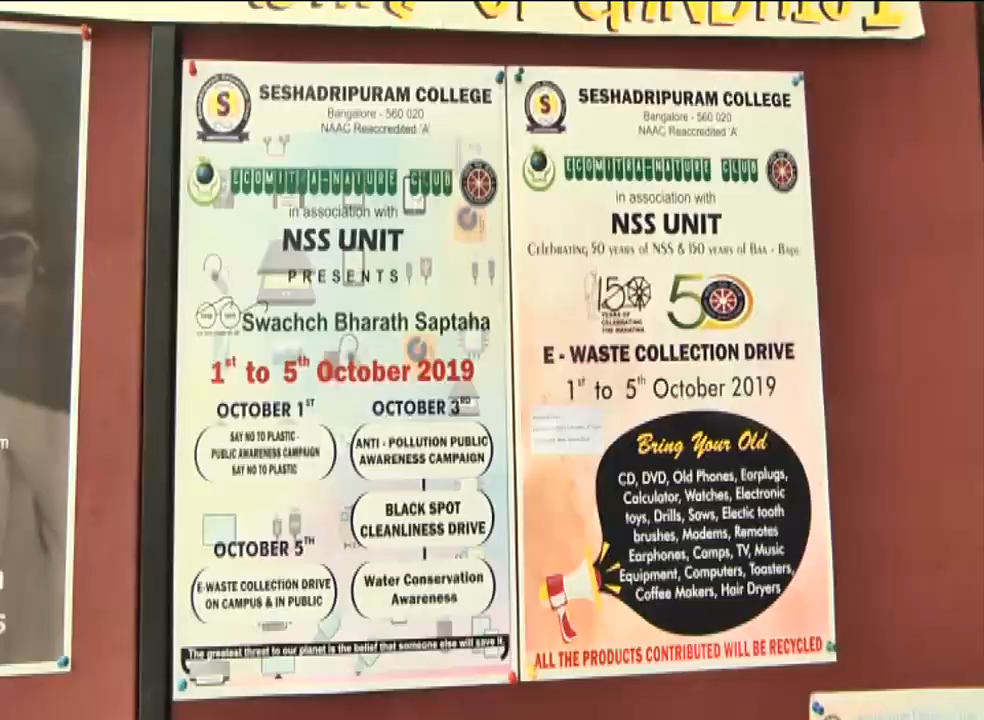 SESHADRIPURAM COLLEGE
Bangalore - 560 020
NAAC Reaccredited 'A'
ECOMITRA-NATURE CLUB
in association with
NSS UNIT
PRESENTS
Swachch Bharath Saptaha
1st to 5th October 2019
OCTOBER 1ST
SAY NO TO PLASTIC -
PUBLIC AWARENESS CAMPAIGN
SAY NO TO PLASTIC
OCTOBER 5TH
E-WASTE COLLECTION DRIVE
ON CAMPUS & IN PUBLIC
OCTOBER 3RD
ANTI - POLLUTION PUBLIC
AWARENESS CAMPAIGN
BLACK SPOT
CLEANLINESS DRIVE
Water Conservation
Awareness
The greatest threat to our planet is the belief that someone else will save it.
SESHADRIPURAM COLLEGE
Bangalore - 560 020
NAAC Reaccredited 'A'
ECOMITRA-NATURE CLUB
in association with
NSS UNIT
Celebrating 50 years of NSS & 150 years of Baa - Bapu
150
YEARS OF
CELEBRATING
THE MAHATMA
50
E - WASTE COLLECTION DRIVE
1st to 5th October 2019
Bring Your Old
CD, DVD, Old Phones, Earplugs,
Calculator, Watches, Electronic
toys, Drills, Saws, Electic tooth
brushes, Modems, Remotes
Earphones, Comps, TV, Music
Equipment, Computers, Toasters,
Coffee Makers, Hair Dryers
ALL THE PRODUCTS CONTRIBUTED WILL BE RECYCLED